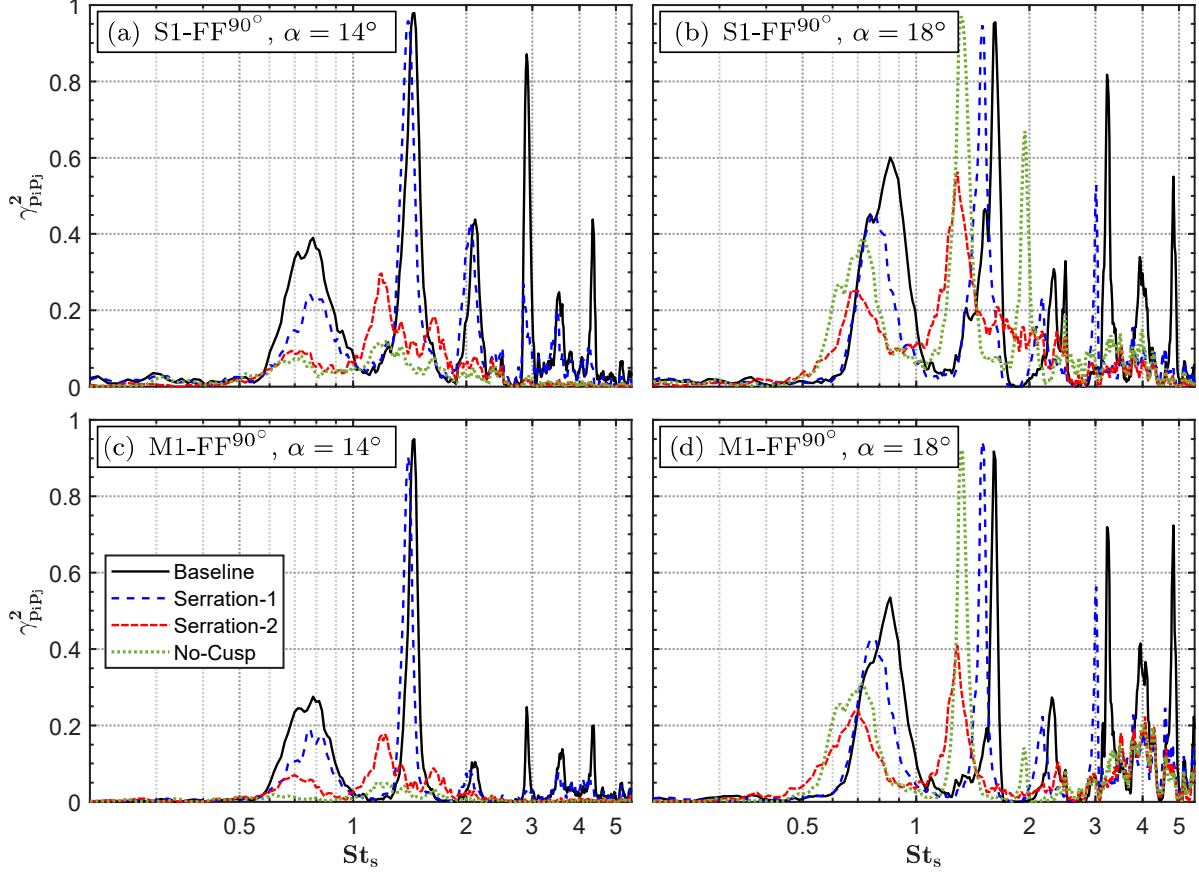 (a) S1-FF90°, α = 14°
(b) S1-FF90°, α = 18°
1
0.8
0.6
0.4
0.2
0
γ²pipj
(c) M1-FF90°, α = 14°
(d) M1-FF90°, α = 18°
1
0.8
0.6
0.4
0.2
0
γ²pipj
Baseline
Serration-1
Serration-2
No-Cusp
0.5 1 2 3 4 5
0.5 1 2 3 4 5
Sts
Sts